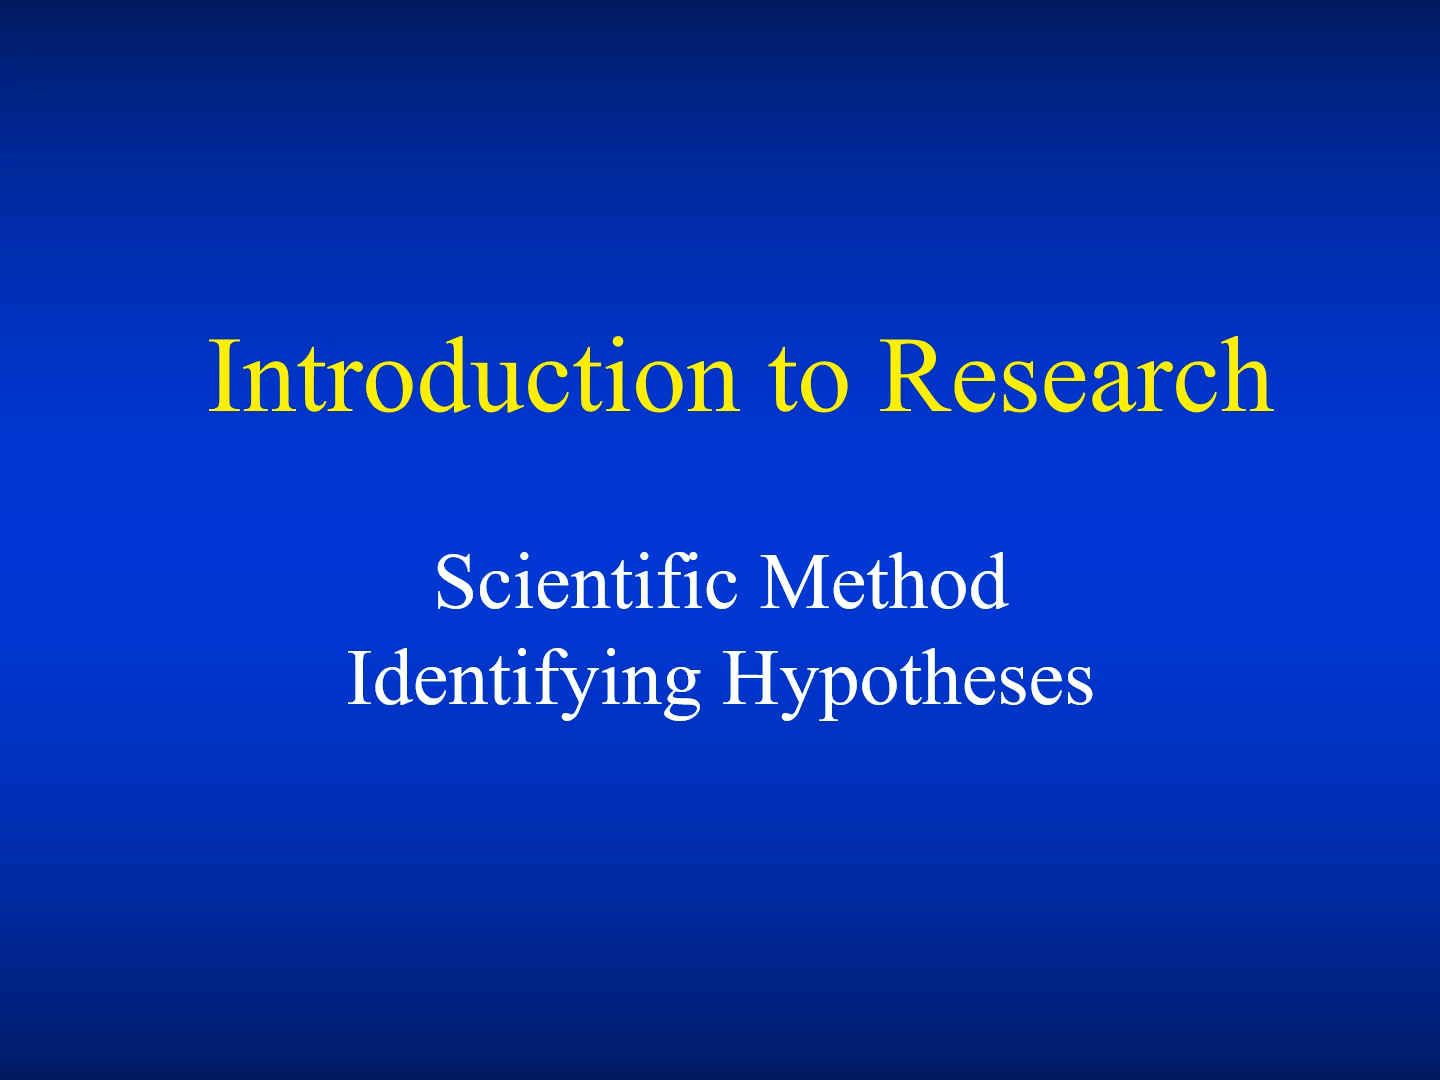 Introduction to Research
Scientific Method
Identifying Hypotheses